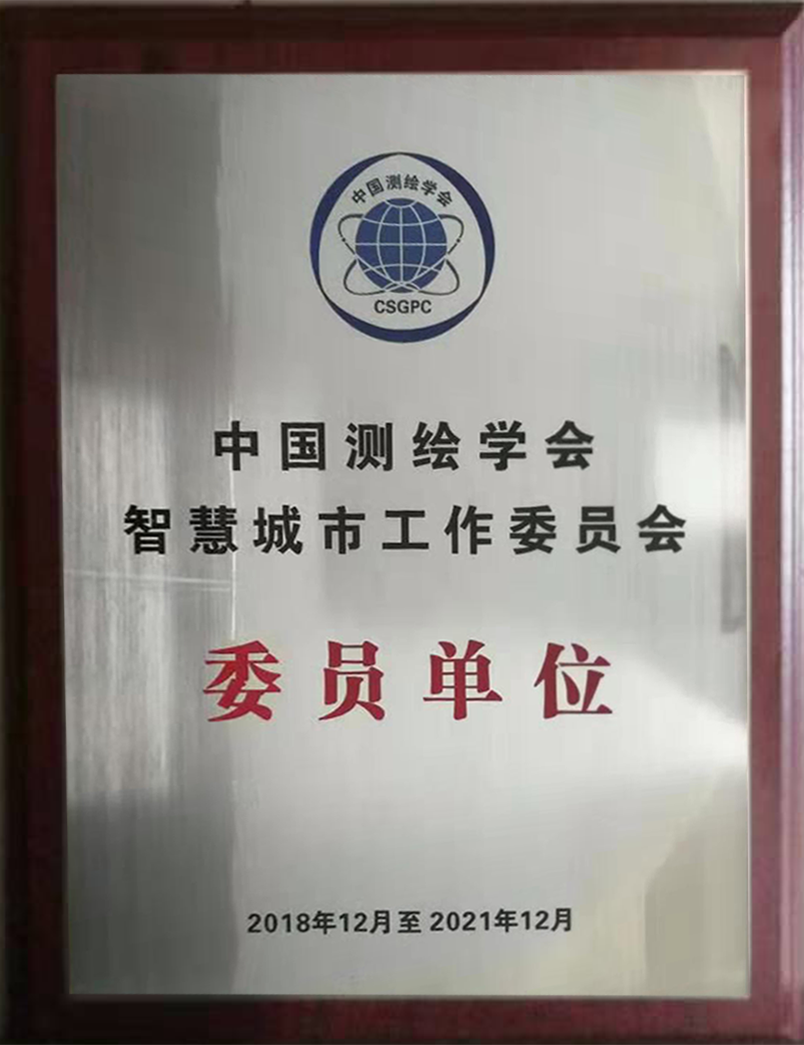 中国测绘学会
CSGPC
中国测绘学会
智慧城市工作委员会
委员单位
2018年12月至2021年12月